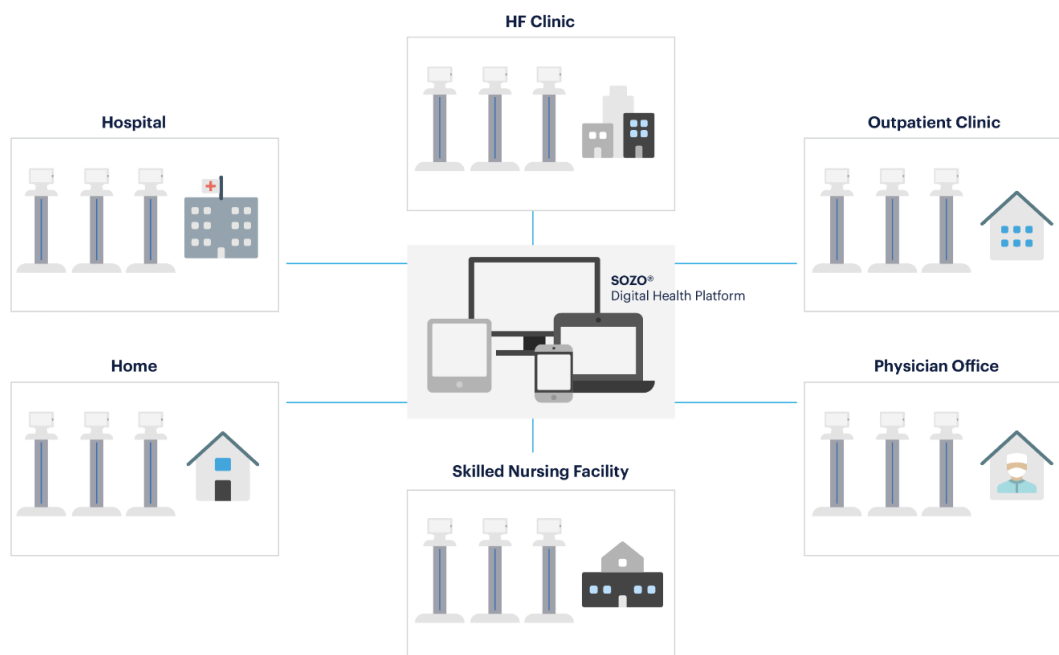 HF Clinic
Hospital
Outpatient Clinic
SOZO®
Digital Health Platform
Home
Physician Office
Skilled Nursing Facility